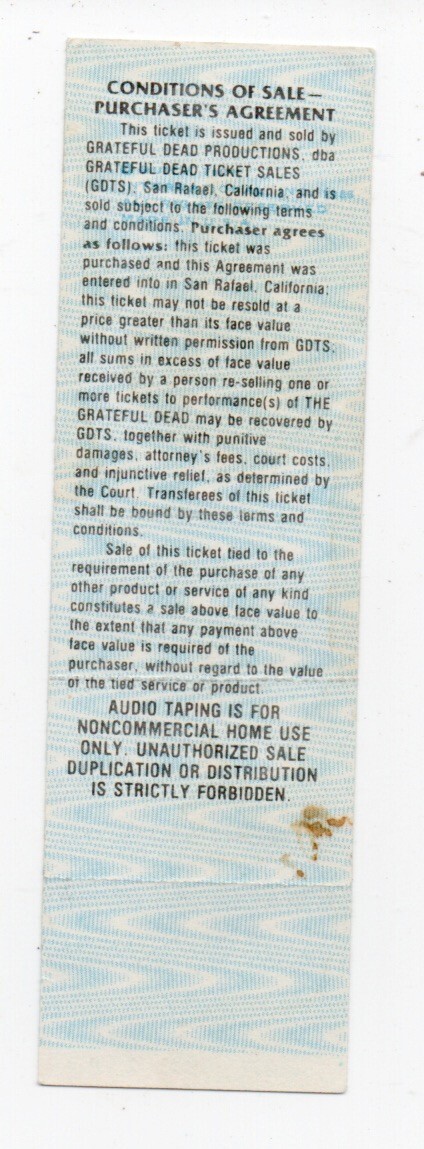 CONDITIONS OF SALE—
PURCHASER'S AGREEMENT
This ticket is issued and sold by
GRATEFUL DEAD PRODUCTIONS, dba
GRATEFUL DEAD TICKET SALES
(GDTS), San Rafael, California, and is
sold subject to the following terms
and conditions. Purchaser agrees
as follows: this ticket was
purchased and this Agreement was
entered into in San Rafael, California;
this ticket may not be resold at a
price greater than its face value
without written permission from GDTS;
all sums in excess of face value
received by a person re-selling one or
more tickets to performance(s) of THE
GRATEFUL DEAD may be recovered by
GDTS, together with punitive
damages, attorney's fees, court costs,
and injunctive relief, as determined by
the Court. Transferees of this ticket
shall be bound by these terms and
conditions.
Sale of this ticket tied to the
requirement of the purchase of any
other product or service of any kind
constitutes a sale above face value to
the extent that any payment above
face value is required of the
purchaser, without regard to the value
of the tied service or product.
AUDIO TAPING IS FOR
NONCOMMERCIAL HOME USE
ONLY. UNAUTHORIZED SALE
DUPLICATION OR DISTRIBUTION
IS STRICTLY FORBIDDEN.